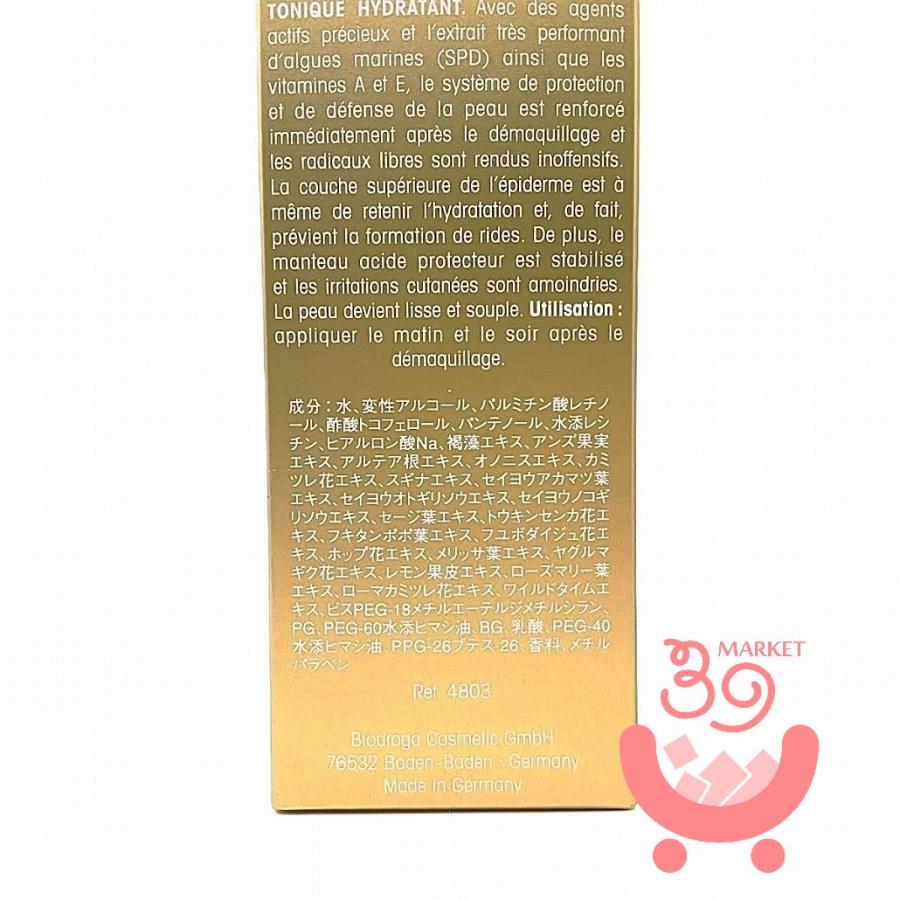 TONIQUE HYDRATANT. Avec des agents
actifs précieux et l'extrait très performant
d'algues marines (SPD) ainsi que les
vitamines A et E, le système de protection
et de défense de la peau est renforcé
immédiatement après le démaquillage et
les radicaux libres sont rendus inoffensifs.
La couche supérieure de l'épiderme est à
même de retenir l'hydratation et, de fait,
prévient la formation de rides. De plus, le
manteau acide protecteur est stabilisé
et les irritations cutanées sont amoindries.
La peau devient lisse et souple. Utilisation :
appliquer le matin et le soir après le
démaquillage.
成分：水、変性アルコール、パルミチン酸レチノ
ール、酢酸トコフェロール、パンテノール、水添レシ
チン、ヒアルロン酸Na、褐藻エキス、アンズ果実
エキス、アルテア根エキス、オノニスエキス、カミ
ツレ花エキス、スギナエキス、セイヨウアカマツ葉
エキス、セイヨウオトギリソウエキス、セイヨウノコギ
リソウエキス、セージ葉エキス、トウキンセンカ花エ
キス、フキタンポポ葉エキス、フユボダイジュ花エ
キス、ホップ花エキス、メリッサ葉エキス、ヤグルマ
ギク花エキス、レモン果皮エキス、ローズマリー葉
エキス、ローマカミツレ花エキス、ワイルドタイムエ
キス、ビスPEG-18メチルエーテルジメチルシラン、
PG、PEG-60水添ヒマシ油、BG、乳酸、PEG-40
水添ヒマシ油、PPG-26ブテス-26、香料、メチル
パラベン
Ref. 4803
Biodroga Cosmetic GmbH
76532 Baden-Baden · Germany
Made in Germany
39 MARKET